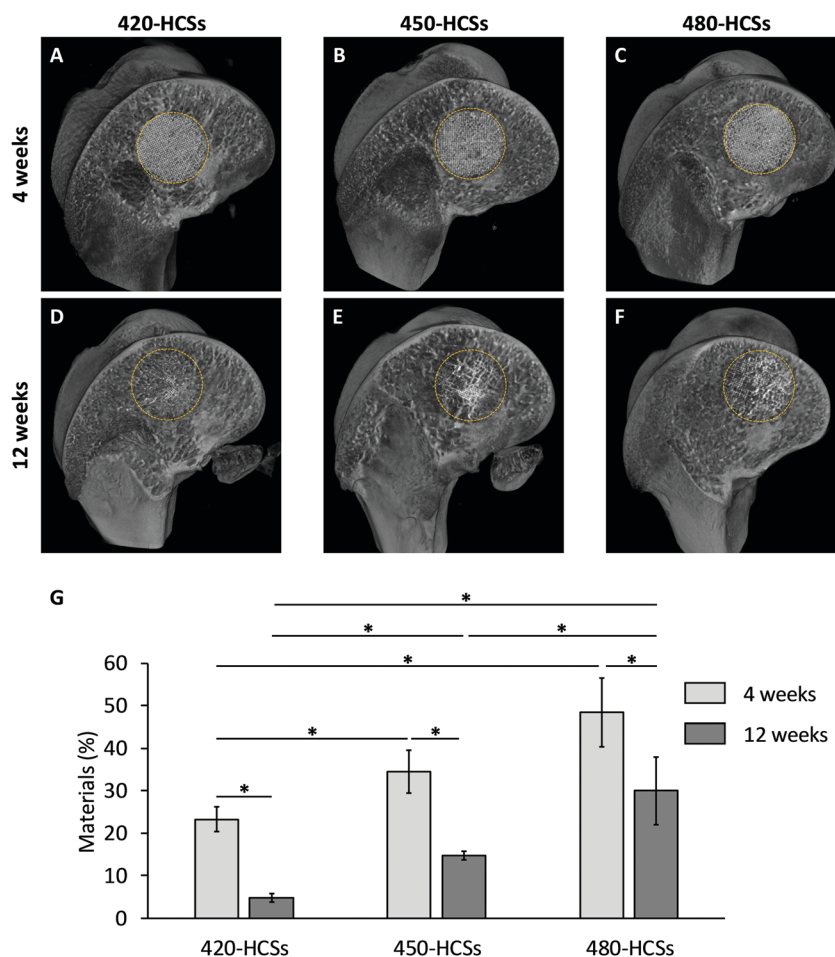 420-HCSs 450-HCSs 480-HCSs
4 weeks
A B C
12 weeks
D E F
G
*
* *
* *
* *
*
60
50
40
30
20
10
0
Materials (%)
4 weeks
12 weeks
420-HCSs 450-HCSs 480-HCSs